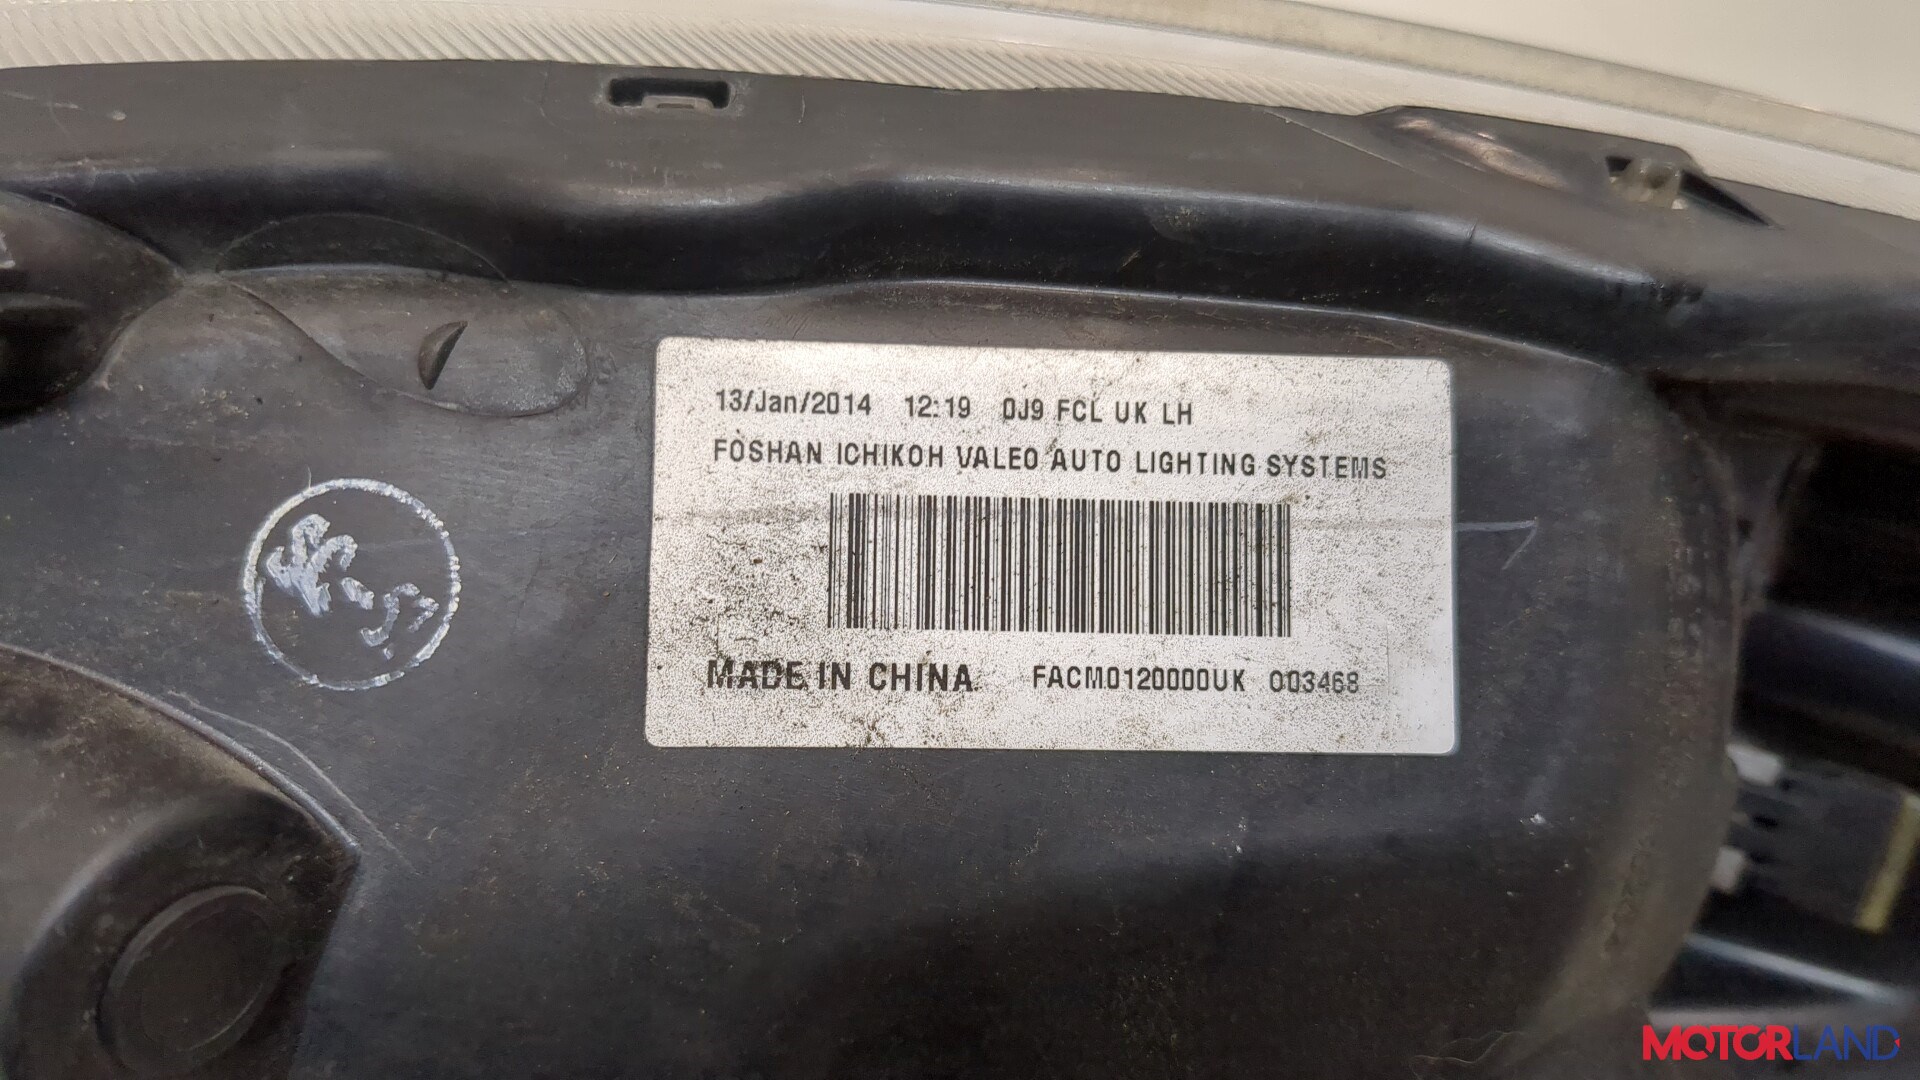 13/Jan/2014 12:19 0J9 FCL UK LH
FOSHAN ICHIKOH VALEO AUTO LIGHTING SYSTEMS
MADE IN CHINA FACM0120000UK 003468
MOTORLAND